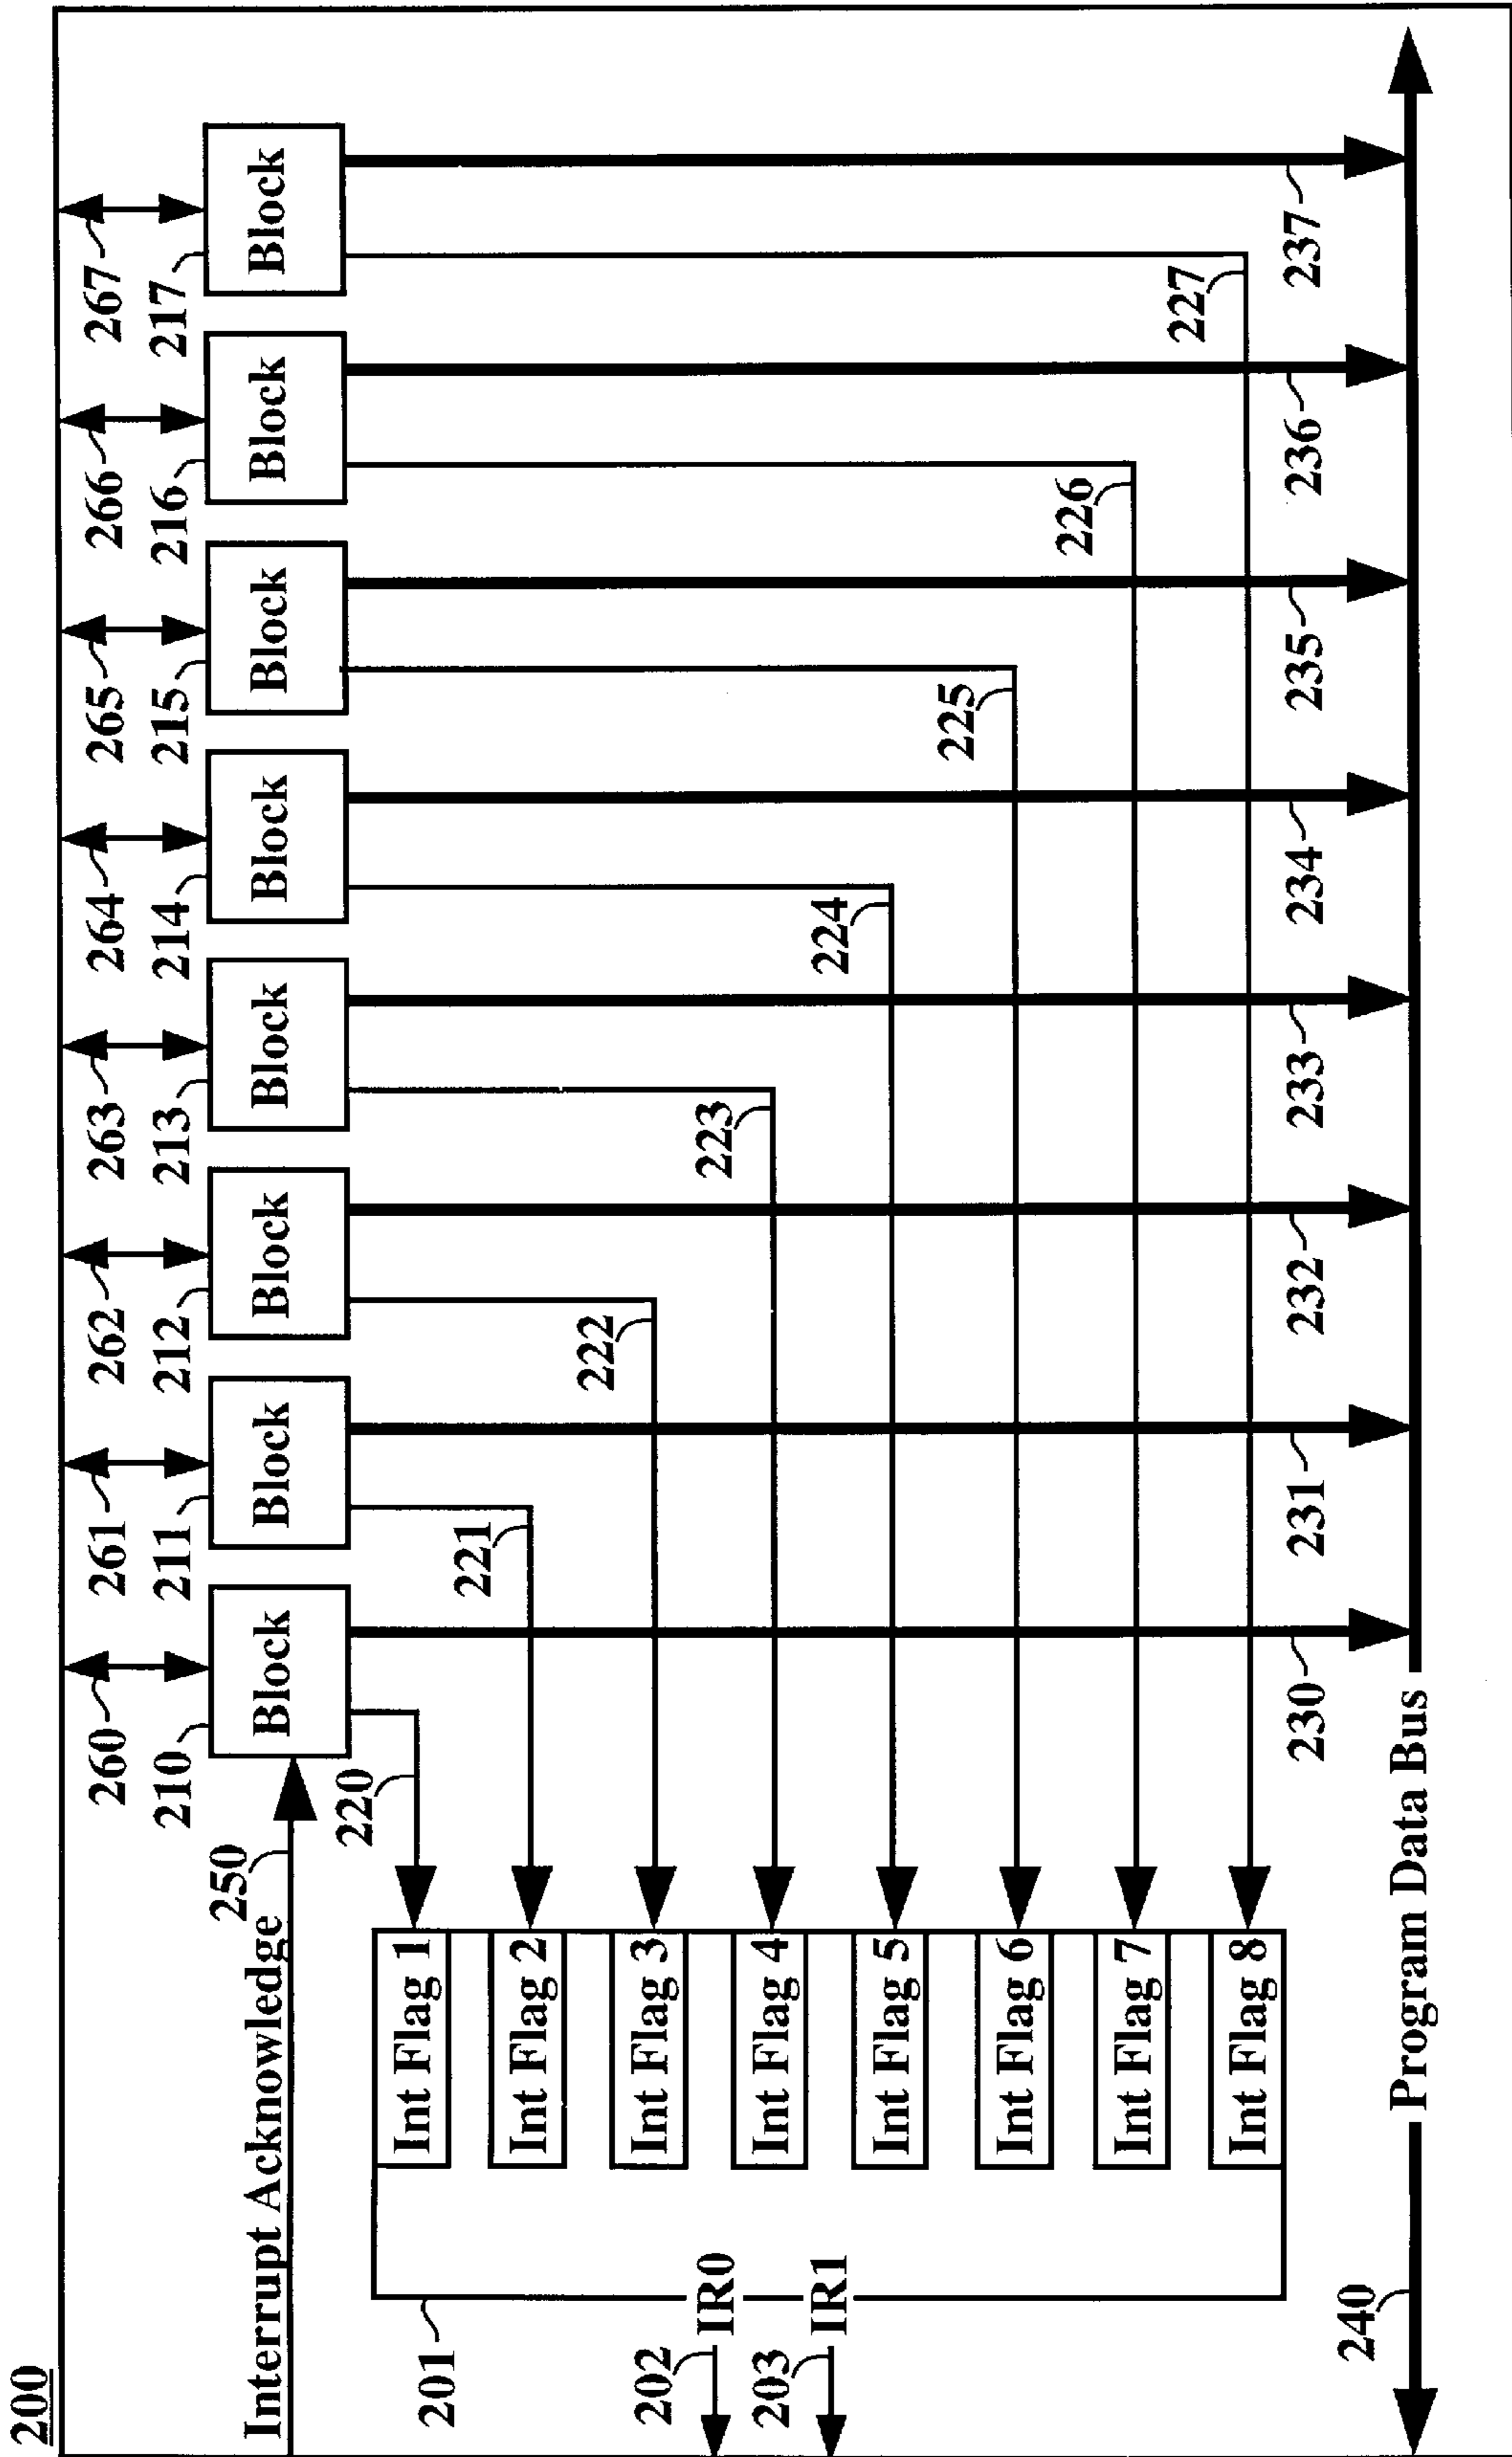 200
260 261 262 263 264 265 266 267
210 211 212 213 214 215 216 217
Interrupt Acknowledge
250
Block Block Block Block Block Block Block Block
220
221
222
223
224
225
226
227
201
Int Flag 1
Int Flag 2
Int Flag 3
Int Flag 4
Int Flag 5
Int Flag 6
Int Flag 7
Int Flag 8
202
IR0
203
IR1
230 231 232 233 234 235 236 237
240
Program Data Bus